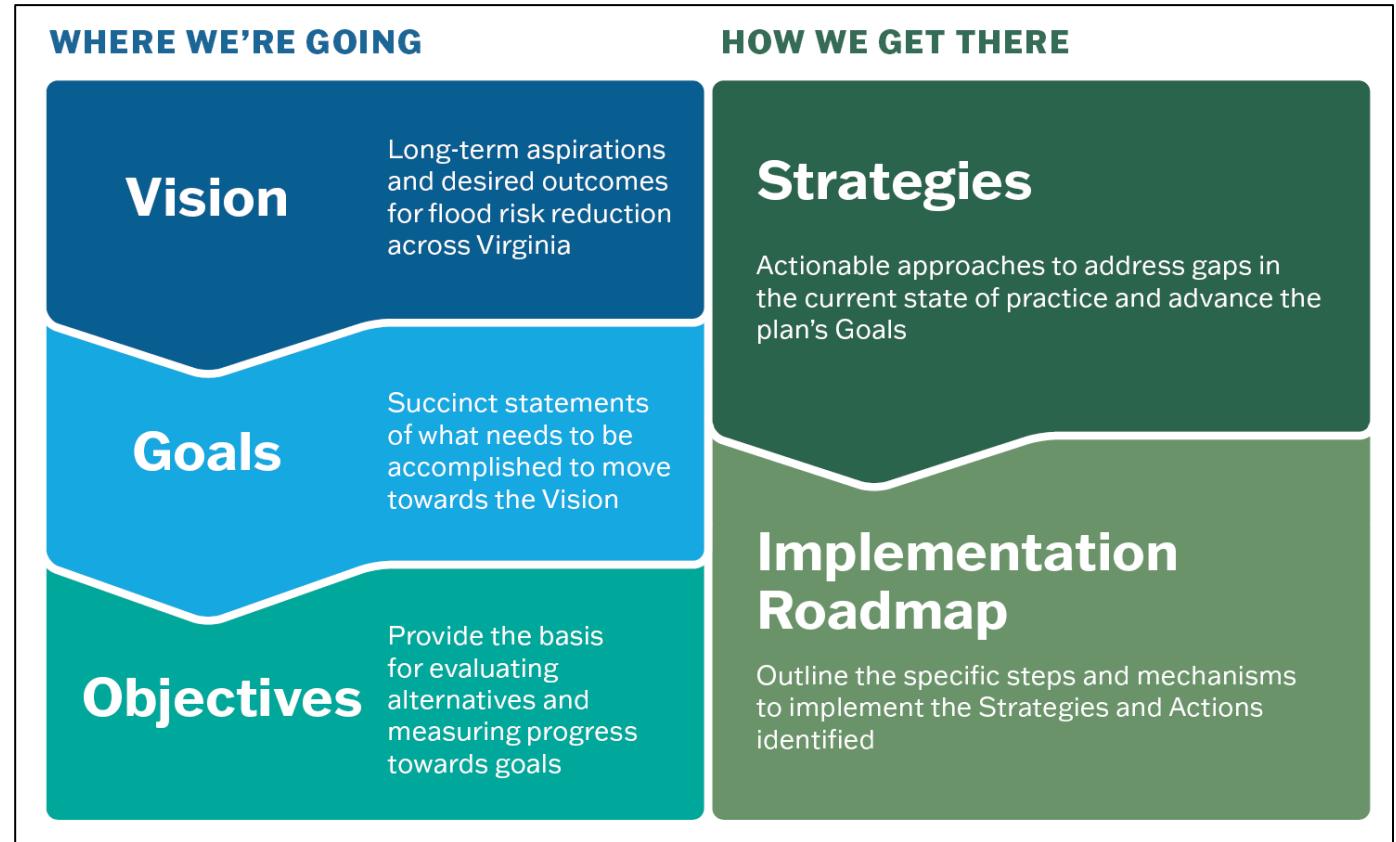 WHERE WE’RE GOING
Vision
Long-term aspirations
and desired outcomes
for flood risk reduction
across Virginia
Goals
Succinct statements
of what needs to be
accomplished to move
towards the Vision
Objectives
Provide the basis
for evaluating
alternatives and
measuring progress
towards goals
HOW WE GET THERE
Strategies
Actionable approaches to address gaps in
the current state of practice and advance the
plan’s Goals
Implementation
Roadmap
Outline the specific steps and mechanisms
to implement the Strategies and Actions
identified